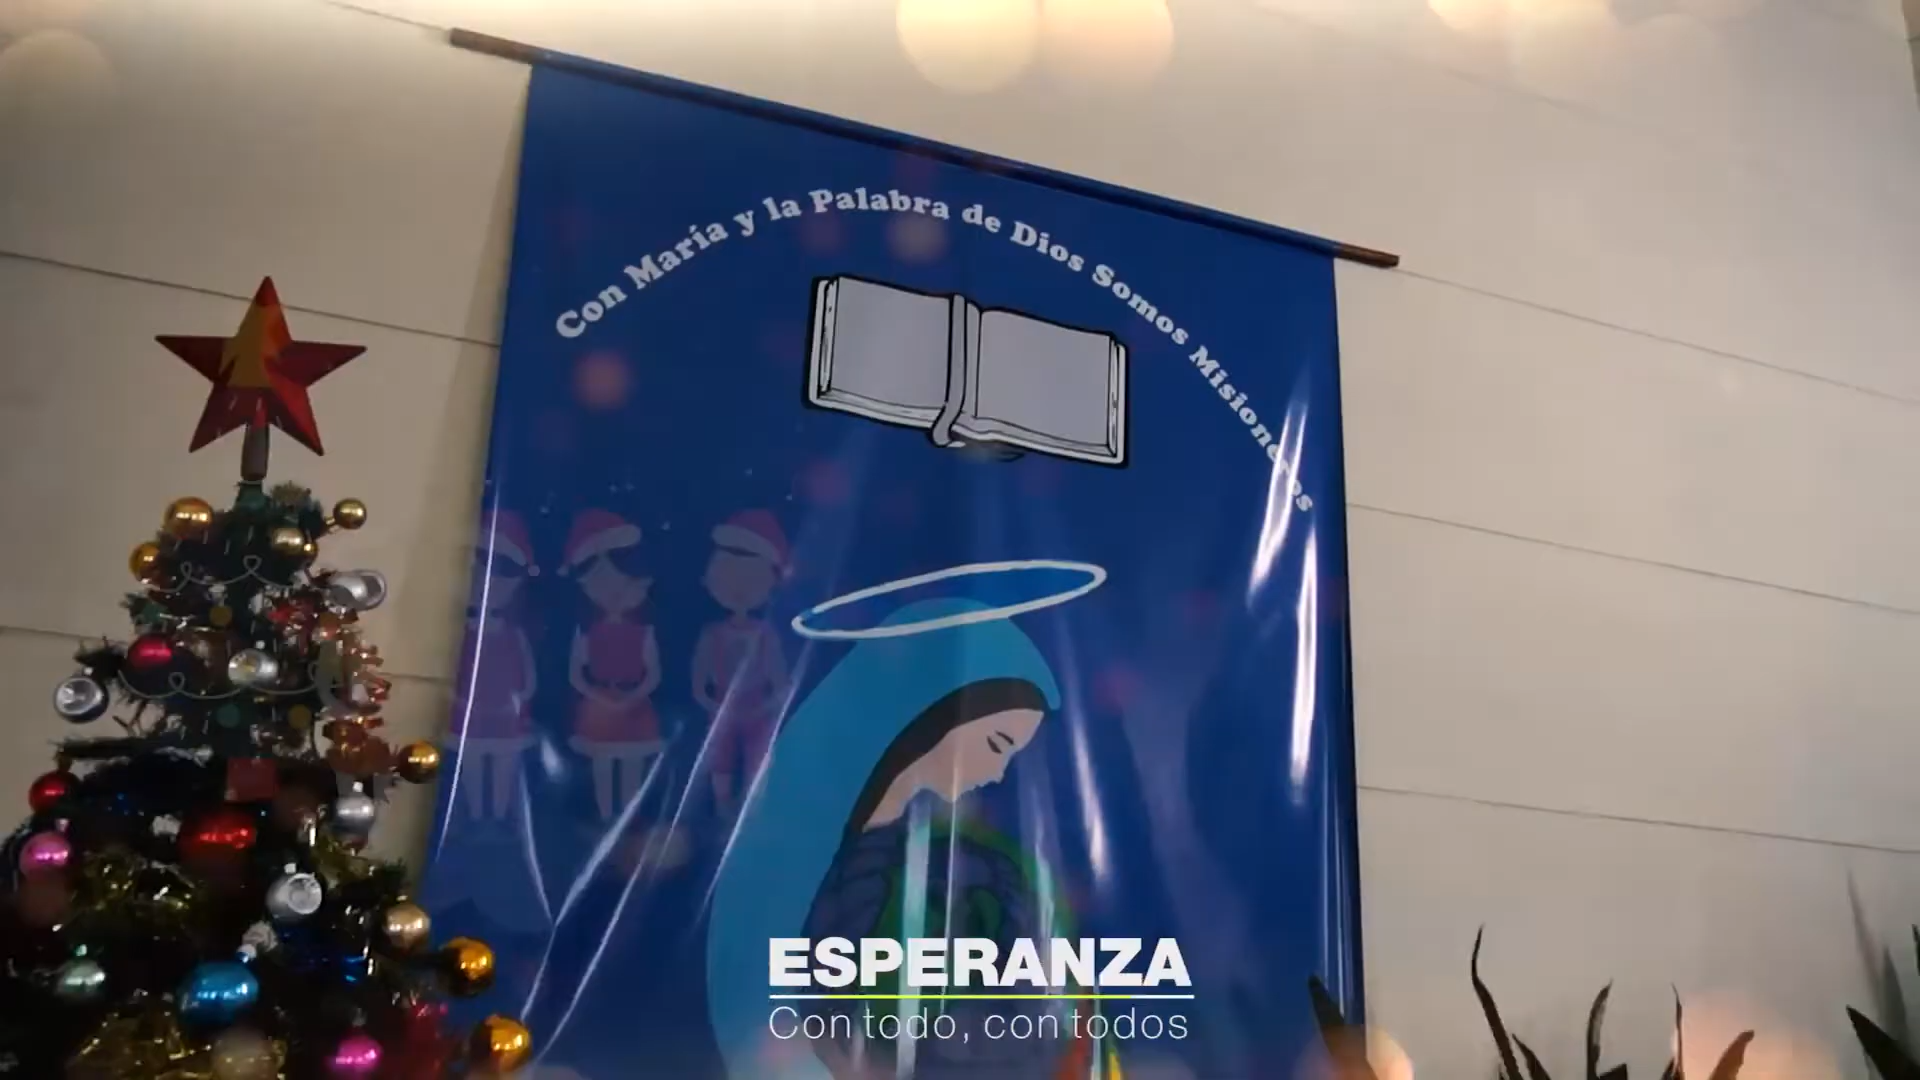 Con María y la Palabra de Dios Somos Misioneros
ESPERANZA
Con todo, con todos